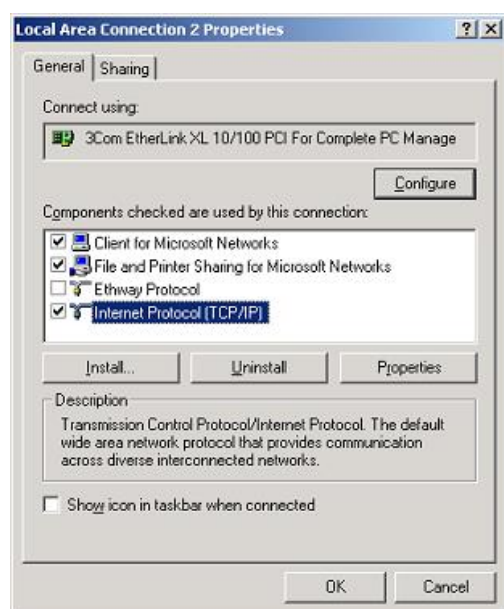 Local Area Connection 2 Properties
General Sharing
Connect using:
3Com EtherLink XL 10/100 PCI For Complete PC Manage
Configure
Components checked are used by this connection:
Client for Microsoft Networks
File and Printer Sharing for Microsoft Networks
Ethway Protocol
Internet Protocol (TCP/IP)
Install... Uninstall Properties
Description
Transmission Control Protocol/Internet Protocol. The default
wide area network protocol that provides communication
across diverse interconnected networks.
Show icon in taskbar when connected
OK Cancel